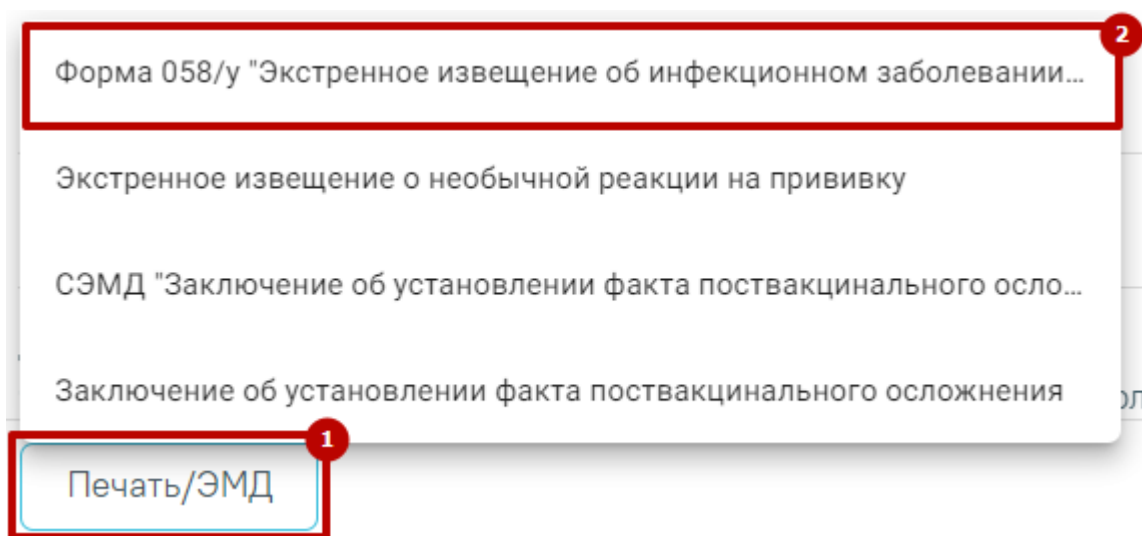 2
Форма 058/у "Экстренное извещение об инфекционном заболевании...
Экстренное извещение о необычной реакции на прививку
СЭМД "Заключение об установлении факта поствакцинального осло...
Заключение об установлении факта поствакцинального осложнения
1
Печать/ЭМД